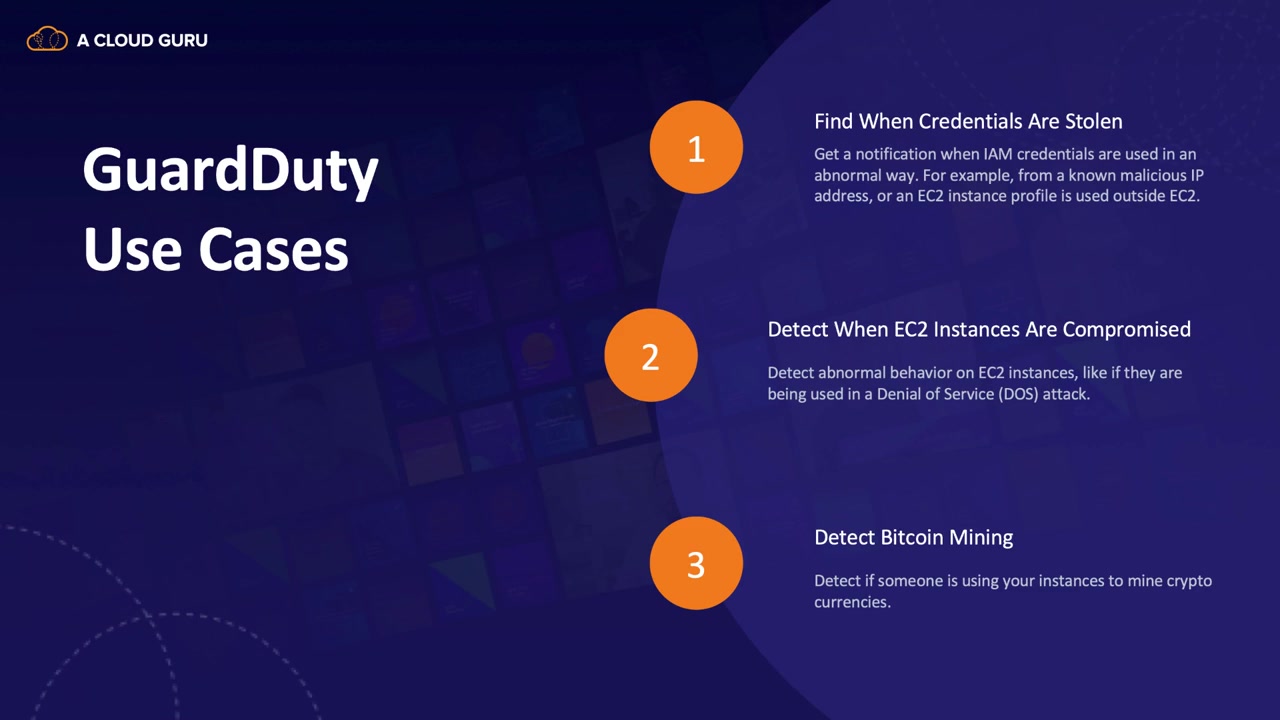 A CLOUD GURU
GuardDuty
Use Cases
1
Find When Credentials Are Stolen
Get a notification when IAM credentials are used in an
abnormal way. For example, from a known malicious IP
address, or an EC2 instance profile is used outside EC2.
2
Detect When EC2 Instances Are Compromised
Detect abnormal behavior on EC2 instances, like if they are
being used in a Denial of Service (DOS) attack.
3
Detect Bitcoin Mining
Detect if someone is using your instances to mine crypto
currencies.